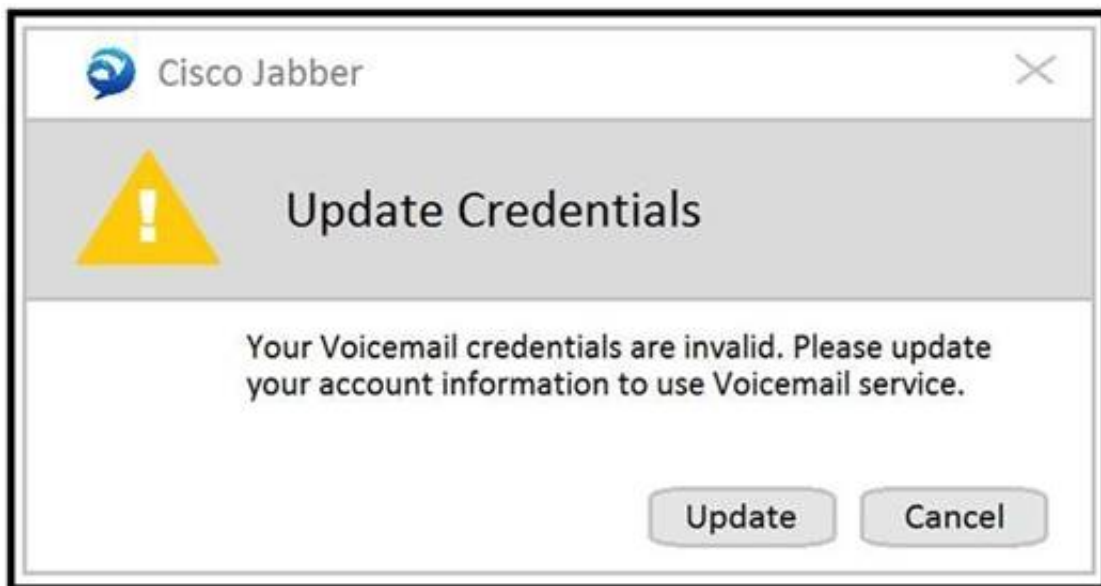 Cisco Jabber
!
Update Credentials
Your Voicemail credentials are invalid. Please update
your account information to use Voicemail service.
Update Cancel